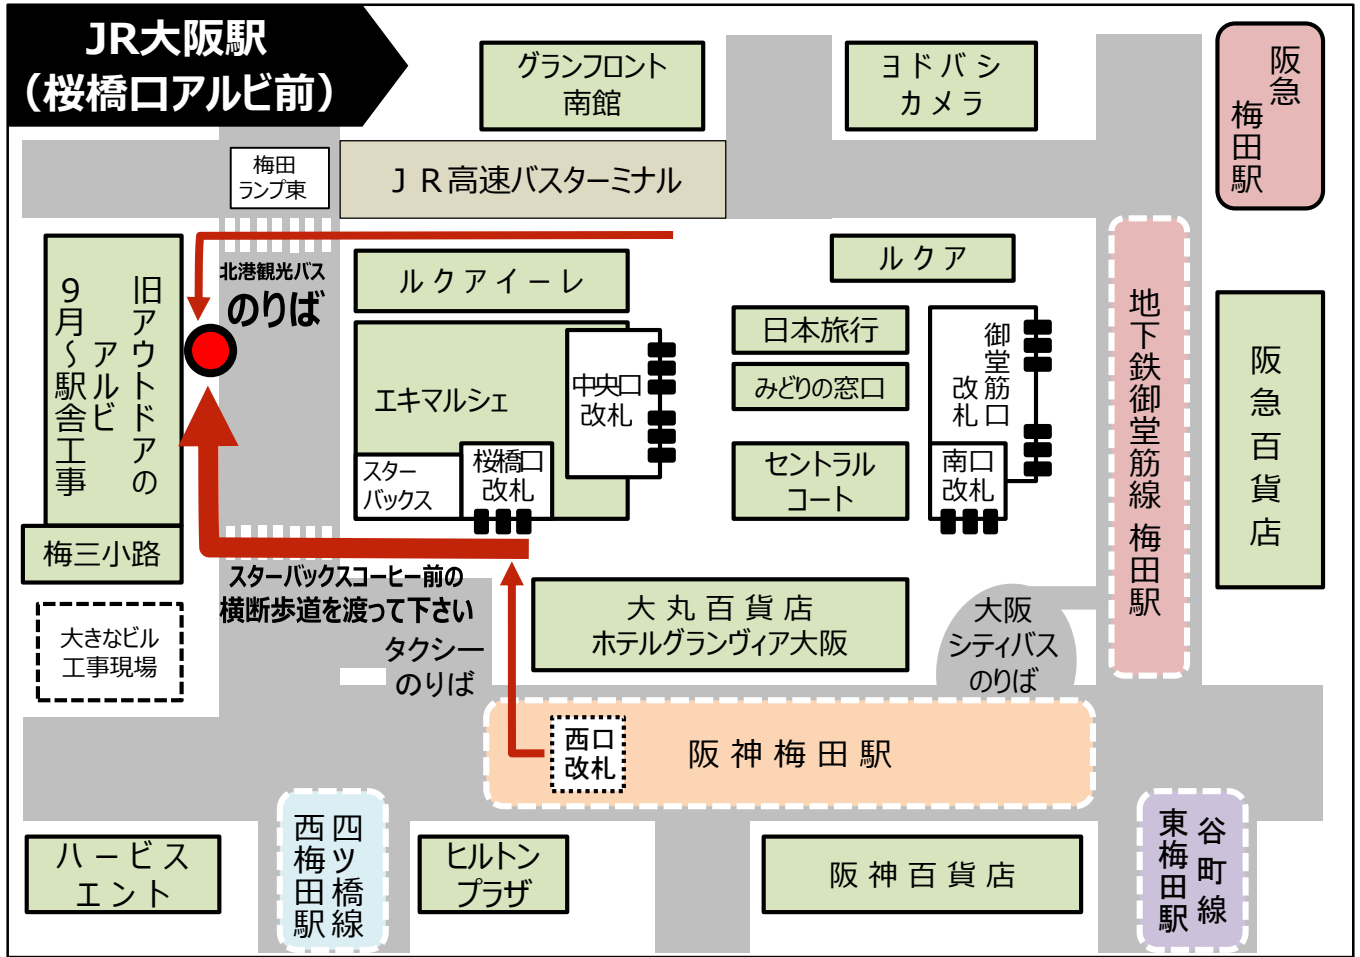 JR大阪駅
（桜橋口アルビ前）
グランフロント
南館
ヨドバシ
カメラ
阪急
梅田駅
梅田
ランプ東
ＪＲ高速バスターミナル
北港観光バス
のりば
旧アウトドアの
アルビ
９月～駅舎工事
ルクアイーレ
ルクア
エキマルシェ
中央口
改札
日本旅行
みどりの窓口
御堂筋口
改札
スター
バックス
桜橋口
改札
セントラル
コート
南口
改札
地下鉄御堂筋線 梅田駅
阪急百貨店
梅三小路
スターバックスコーヒー前の
横断歩道を渡って下さい
大きなビル
工事現場
タクシー
のりば
大丸百貨店
ホテルグランヴィア大阪
大阪
シティバス
のりば
西口
改札
阪神梅田駅
ハービス
エント
四ツ橋線
西梅田駅
ヒルトン
プラザ
阪神百貨店
谷町線
東梅田駅